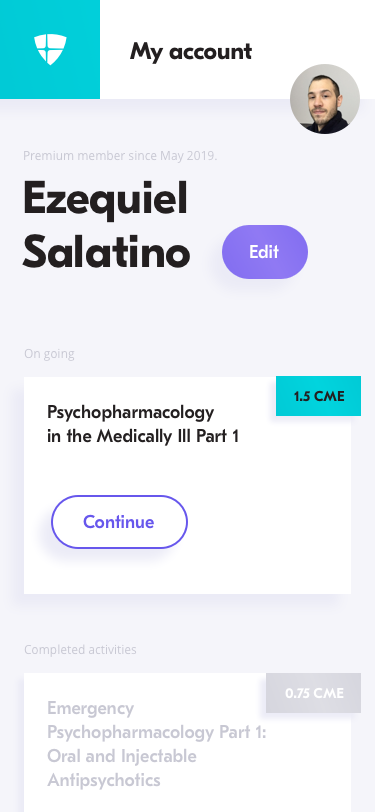 My account
Premium member since May 2019.
Ezequiel
Salatino
Edit
On going
1.5 CME
Psychopharmacology
in the Medically Ill Part 1
Continue
Completed activities
0.75 CME
Emergency
Psychopharmacology Part 1:
Oral and Injectable
Antipsychotics